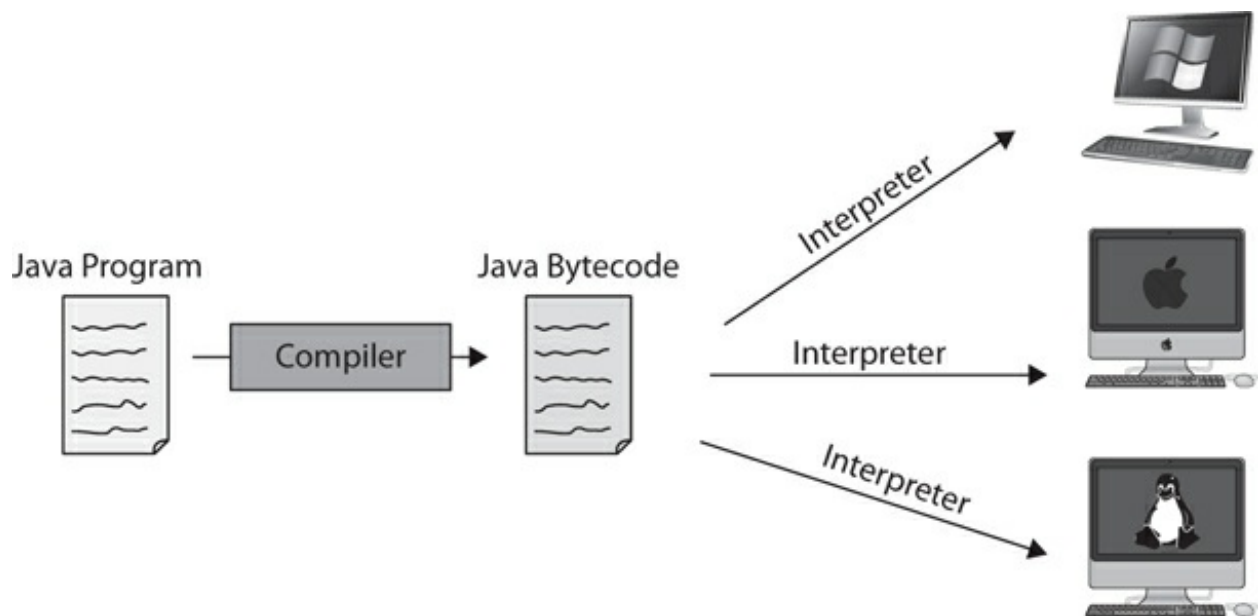 Java Program
Compiler
Java Bytecode
Interpreter
Interpreter
Interpreter